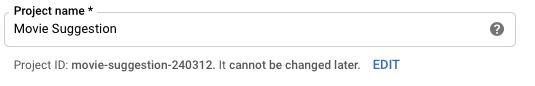 Project name *
Movie Suggestion
Project ID: movie-suggestion-240312. It cannot be changed later. EDIT